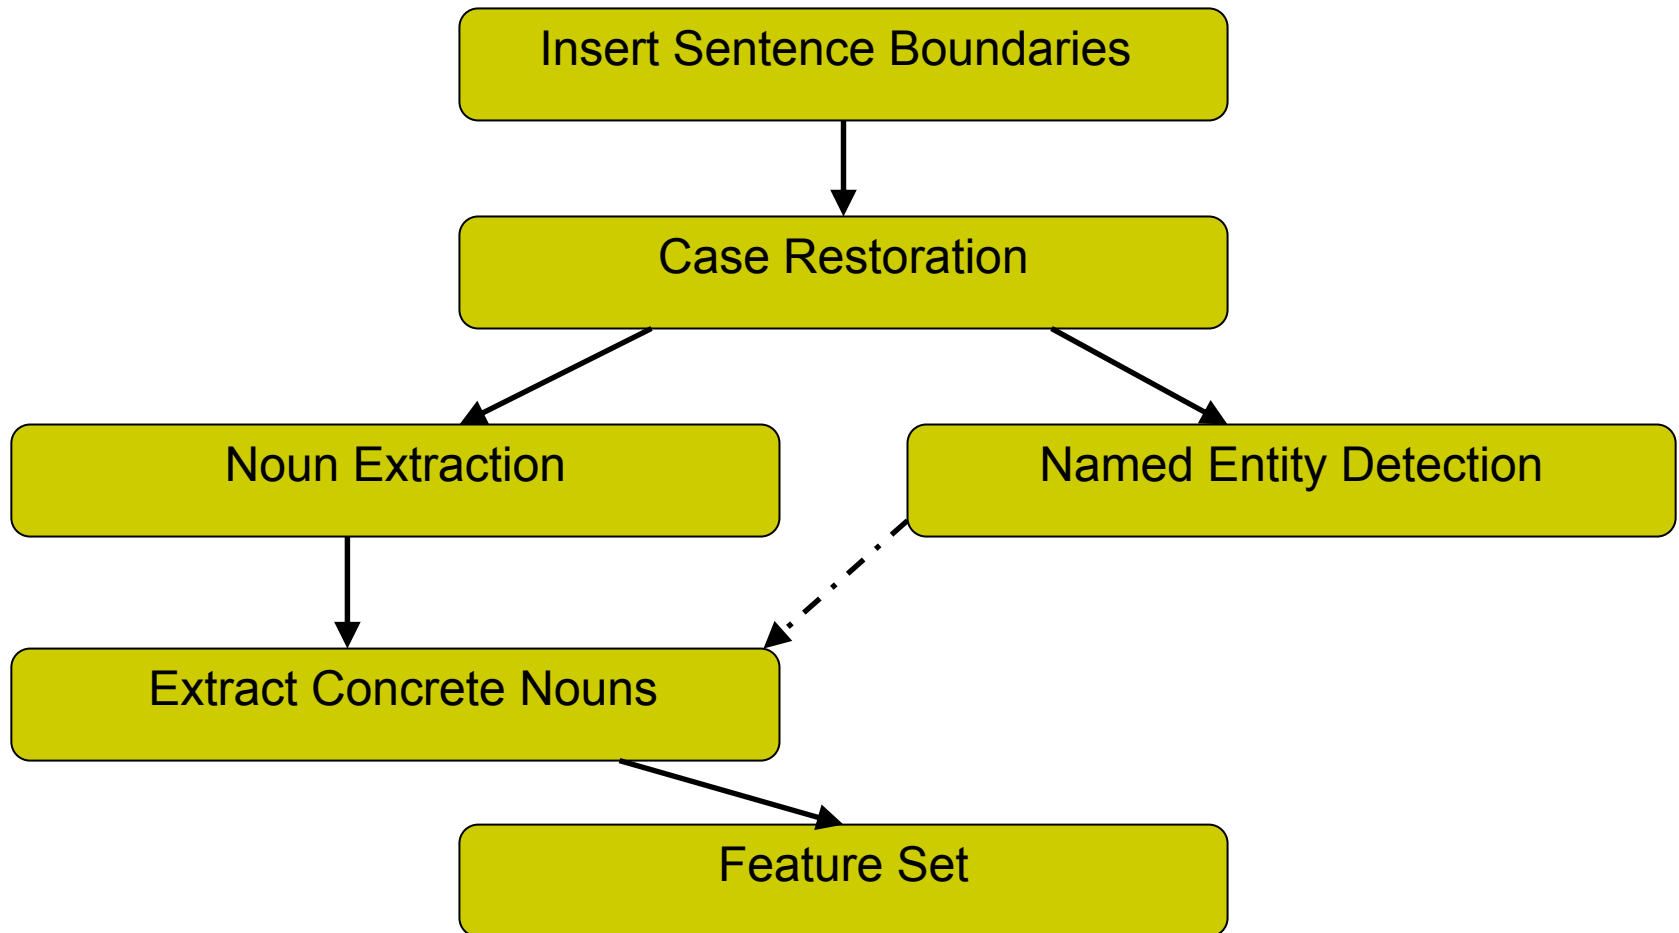 Insert Sentence Boundaries
Case Restoration
Noun Extraction
Named Entity Detection
Extract Concrete Nouns
Feature Set